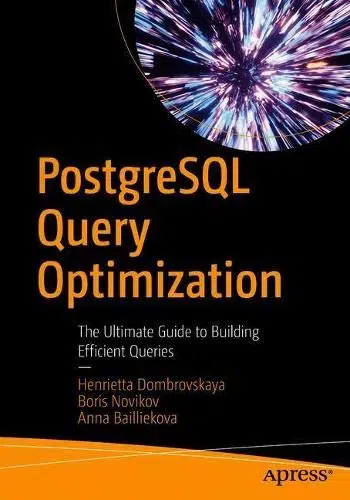 PostgreSQL
Query
Optimization
The Ultimate Guide to Building
Efficient Queries
—
Henrietta Dombrovskaya
Boris Novikov
Anna Bailliekova
Apress®